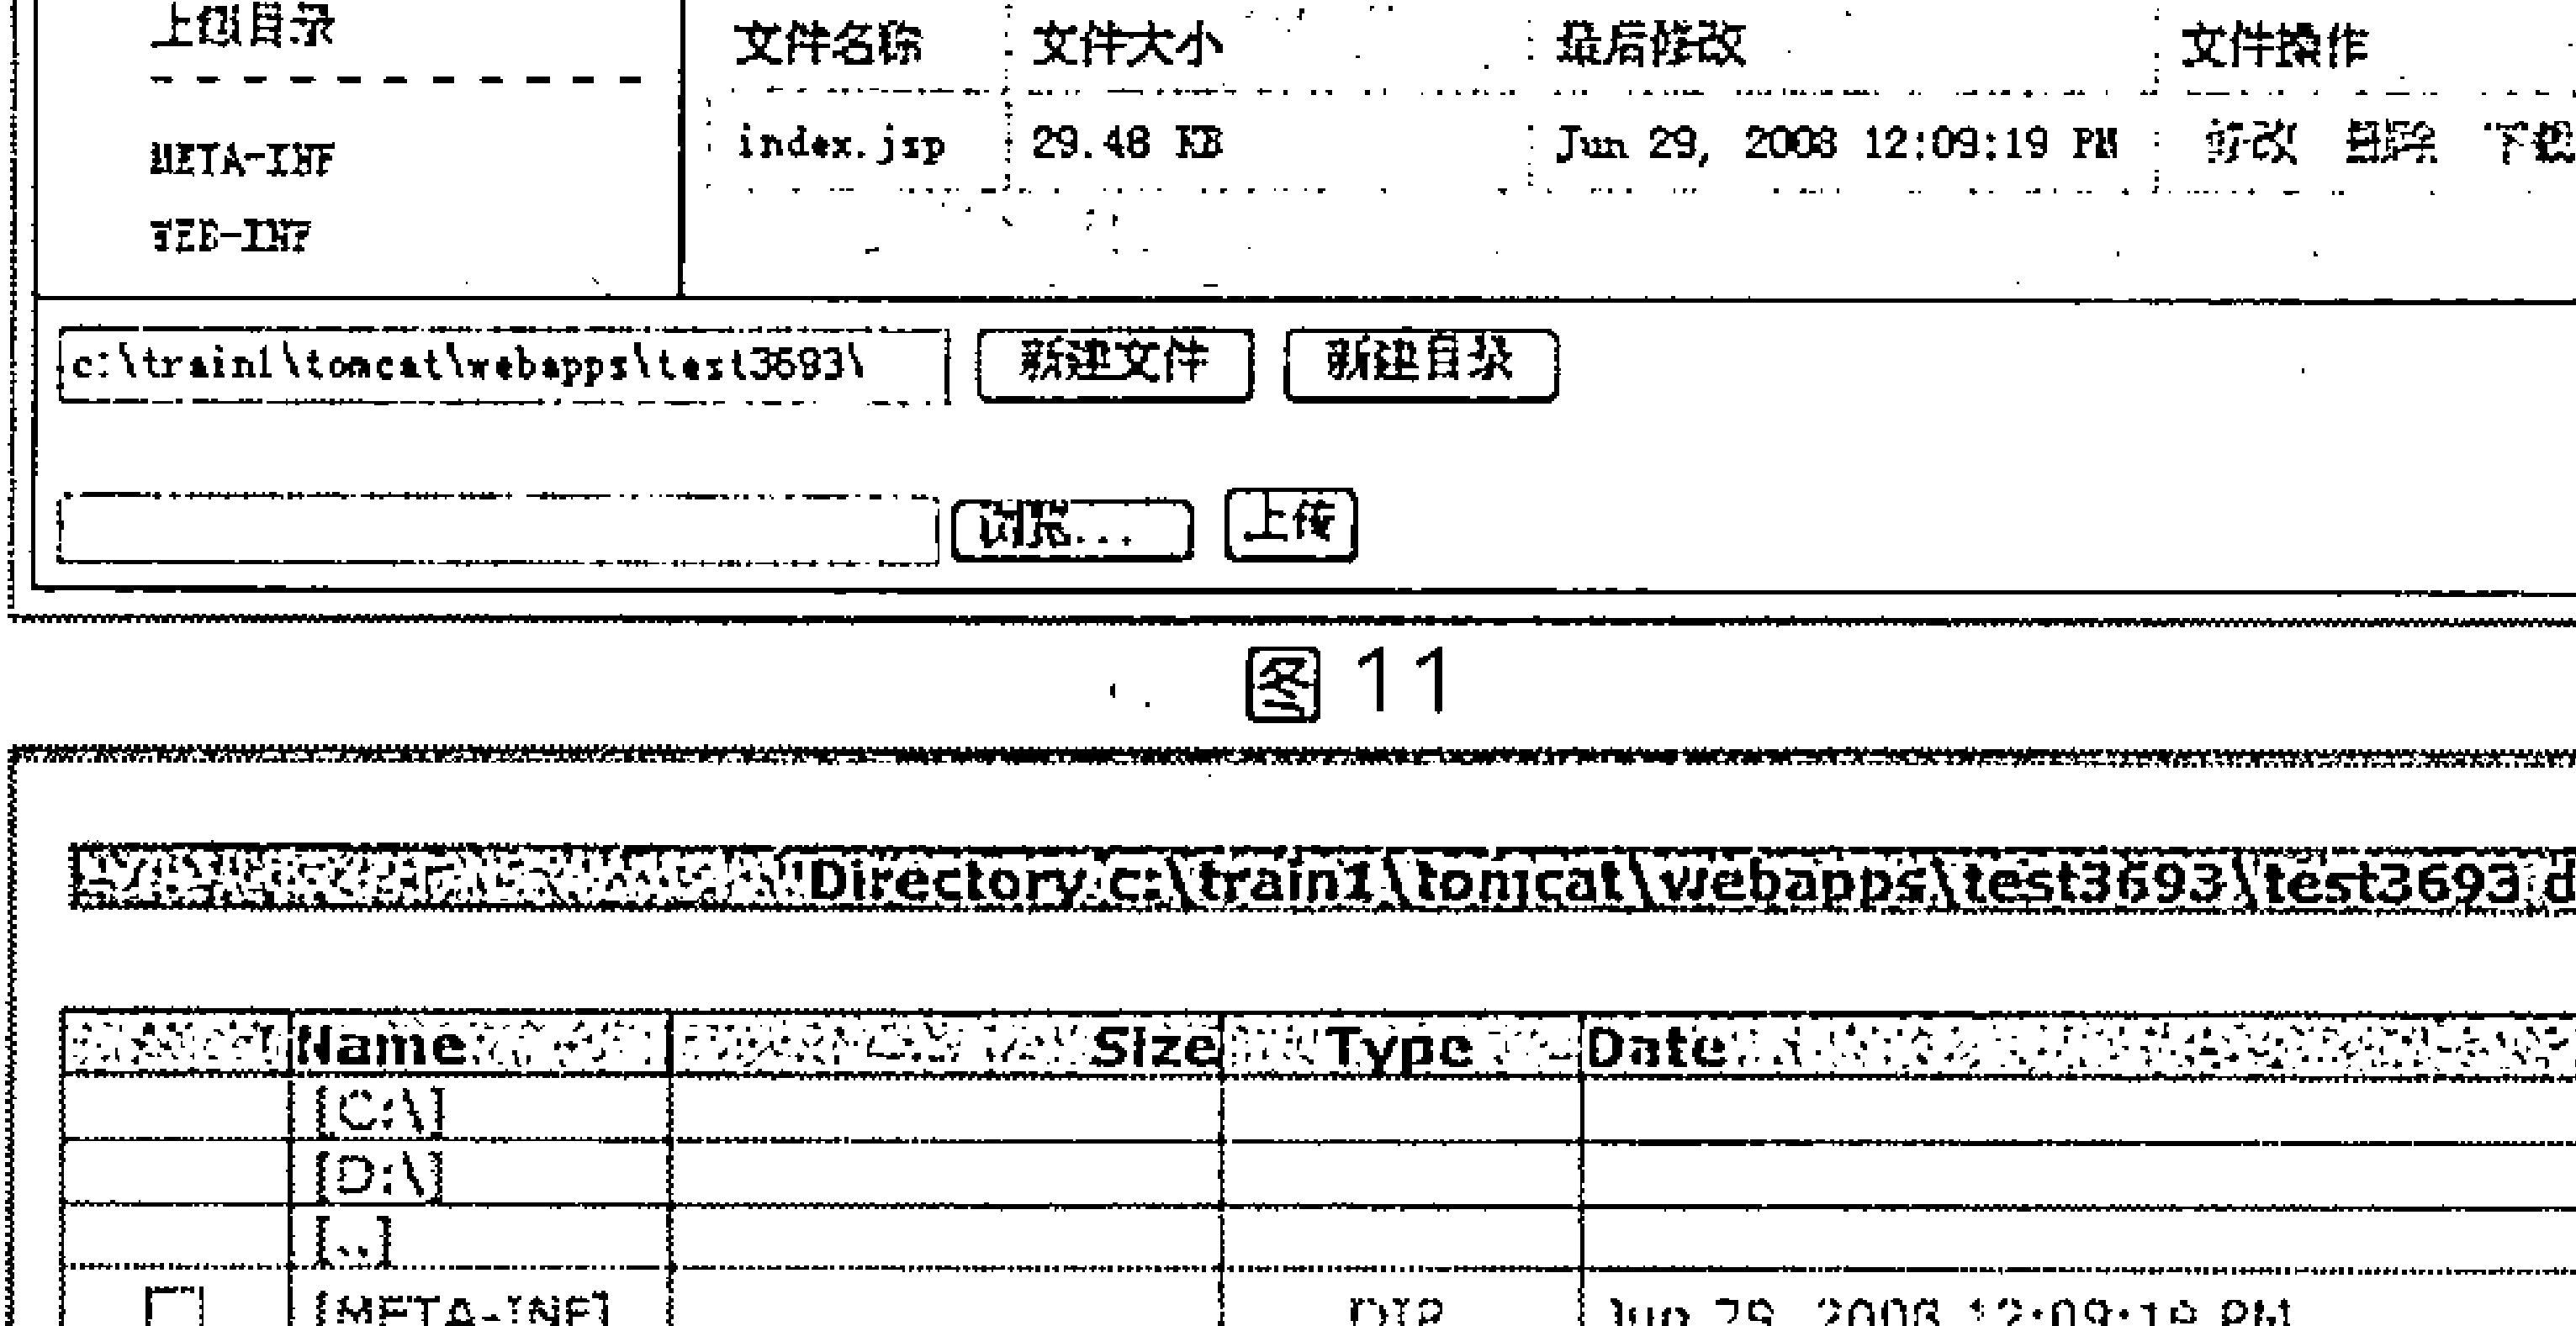 上级目录
文件名称 文件大小 最后修改 文件操作
index.jsp 29.48 KB Jun 29, 2008 12:09:19 PM 修改 删除 下载
META-INF
WEB-INF
c:\train1\tomcat\webapps\test3693\ 新建文件 新建目录
浏览... 上传
图 11
Directory c:\train1\tomcat\webapps\test3693\test3693
Name Size Type Date
[C:\]
[D:\]
[..]
[META-INF] DIR Jun 29, 2008 12:09:19 PM